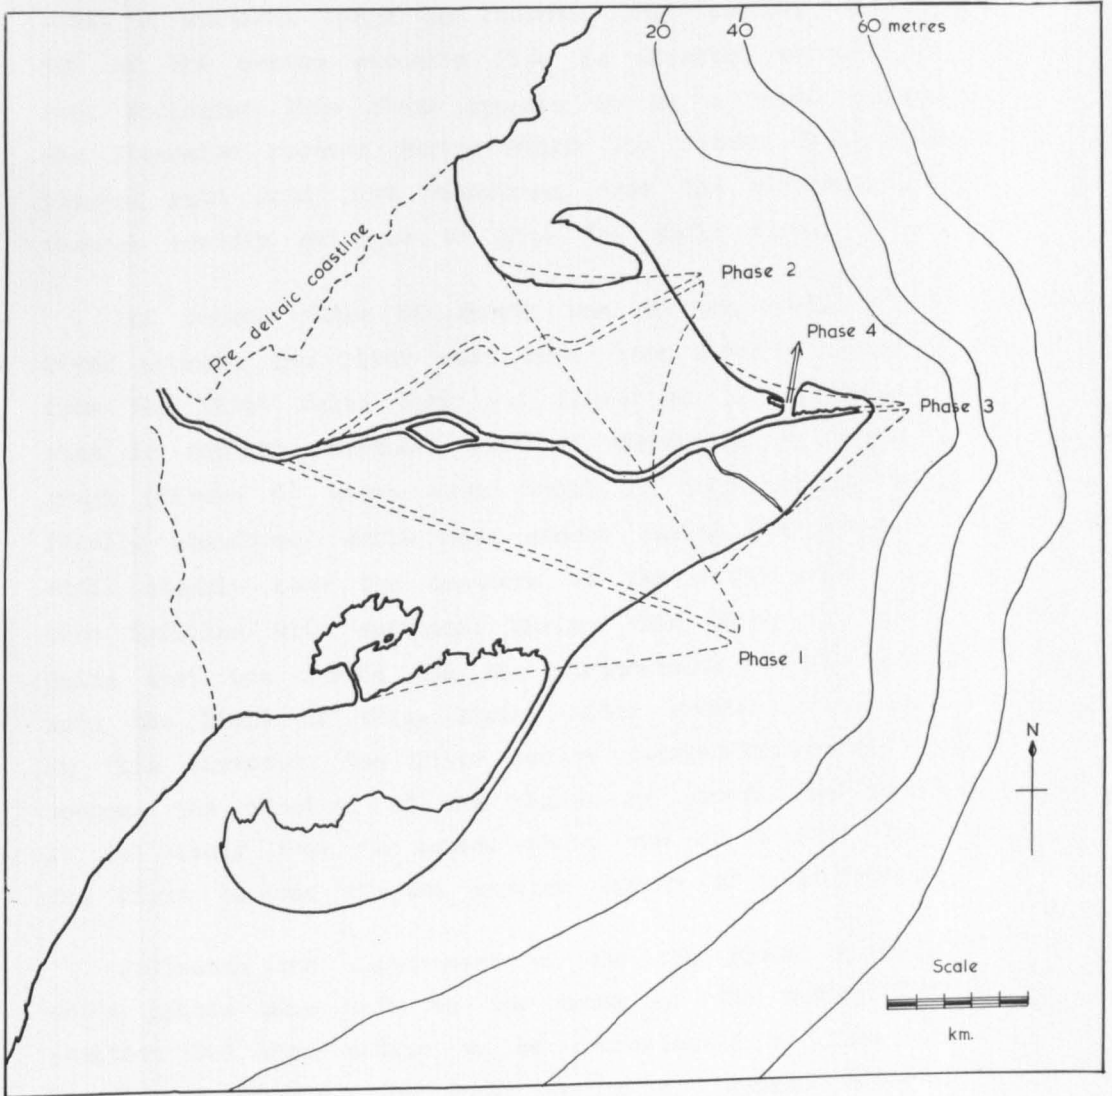 20
40
60 metres
Pre deltaic coastline
Phase 2
Phase 4
Phase 3
Phase 1
N
Scale
km.